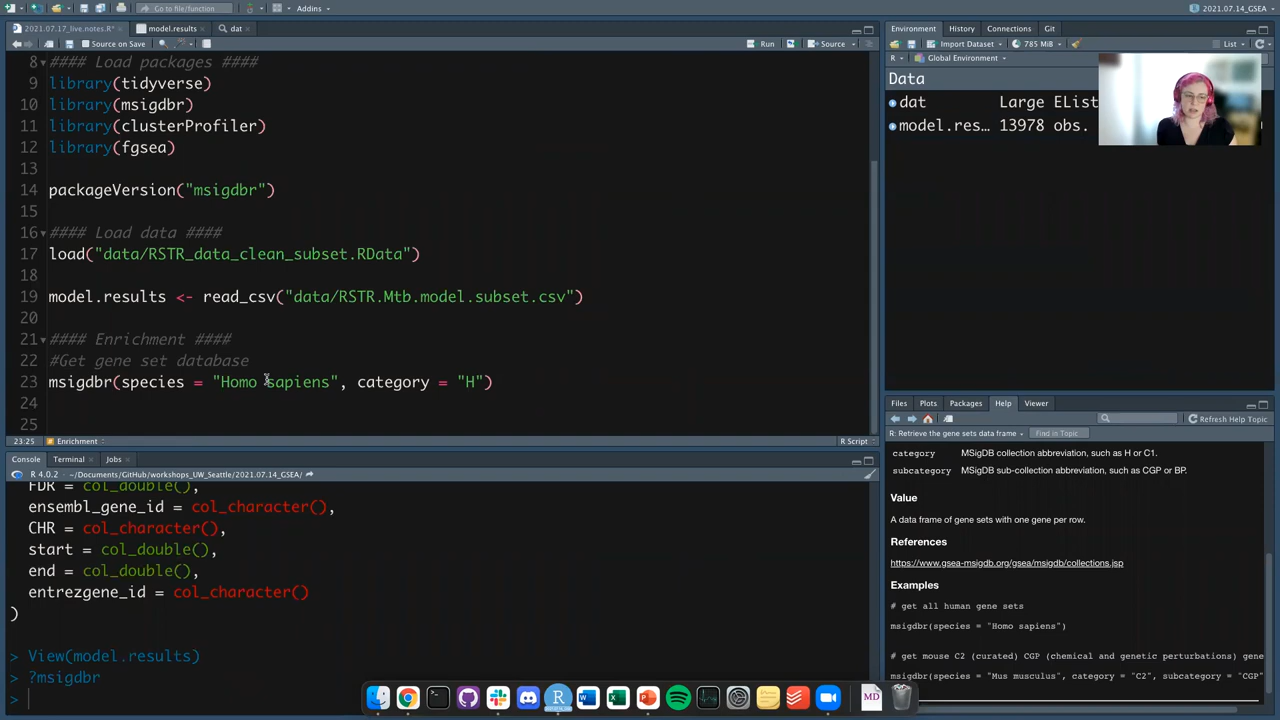 Go to file/function
Addins
2021.07.14_GSEA
2021.07.17_live.notes.R*
model.results
dat
Source on Save
Run
Source
8 #### Load packages ####
9 library(tidyverse)
10 library(msigdbr)
11 library(clusterProfiler)
12 library(fgsea)
13
14 packageVersion("msigdbr")
15
16 #### Load data ####
17 load("data/RSTR_data_clean_subset.RData")
18
19 model.results <- read_csv("data/RSTR.Mtb.model.subset.csv")
20
21 #### Enrichment ####
22 #Get gene set database
23 msigdbr(species = "Homo sapiens", category = "H")
24
25
23:25 Enrichment
R Script
Console Terminal Jobs
R 4.0.2 · ~/Documents/GitHub/workshops_UW_Seattle/2021.07.14_GSEA/
FDR = col_double(),
ensembl_gene_id = col_character(),
CHR = col_character(),
start = col_double(),
end = col_double(),
entrezgene_id = col_character()
)
> View(model.results)
> ?msigdbr
>
Environment History Connections Git
Import Dataset 785 MiB List
R Global Environment
Data
dat Large EList
model.res… 13978 obs.
Files Plots Packages Help Viewer
Refresh Help Topic
R: Retrieve the gene sets data frame Find in Topic
category MSigDB collection abbreviation, such as H or C1.
subcategory MSigDB sub-collection abbreviation, such as CGP or BP.
Value
A data frame of gene sets with one gene per row.
References
https://www.gsea-msigdb.org/gsea/msigdb/collections.jsp
Examples
# get all human gene sets
msigdbr(species = "Homo sapiens")
# get mouse C2 (curated) CGP (chemical and genetic perturbations) gene
msigdbr(species = "Mus musculus", category = "C2", subcategory = "CGP"